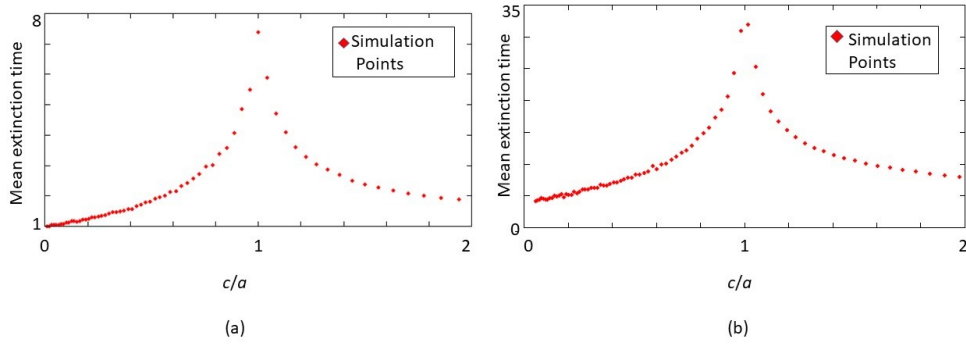 8
Mean extinction time
Simulation
Points
1
0
1
2
c/a
(a)
35
Mean extinction time
Simulation
Points
0
0
1
2
c/a
(b)